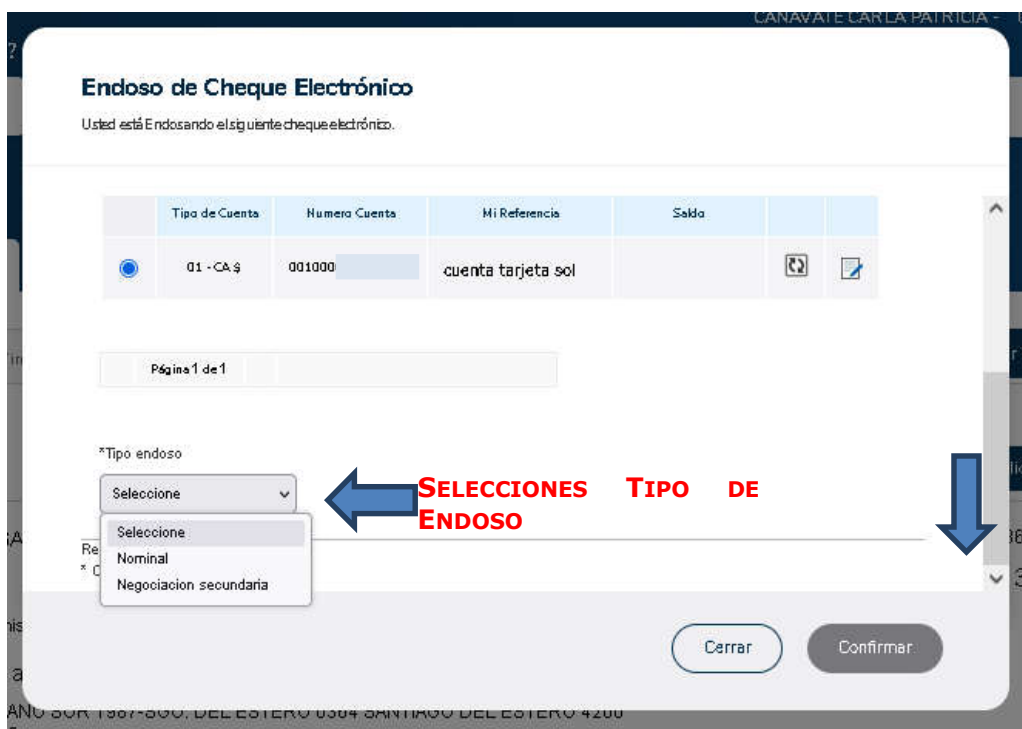 CANAVATE CARLA PATRICIA -
?
Endoso de Cheque Electrónico
Usted está Endosando el siguiente cheque electrónico.
Tipo de Cuenta Numero Cuenta Mi Referencia Saldo
01 - CA $ 001000 cuenta tarjeta sol
Página 1 de 1
*Tipo endoso
Seleccione
SELECCIONES TIPO DE
ENDOSO
Seleccione
Nominal
Negociacion secundaria
Re
* C
Cerrar Confirmar